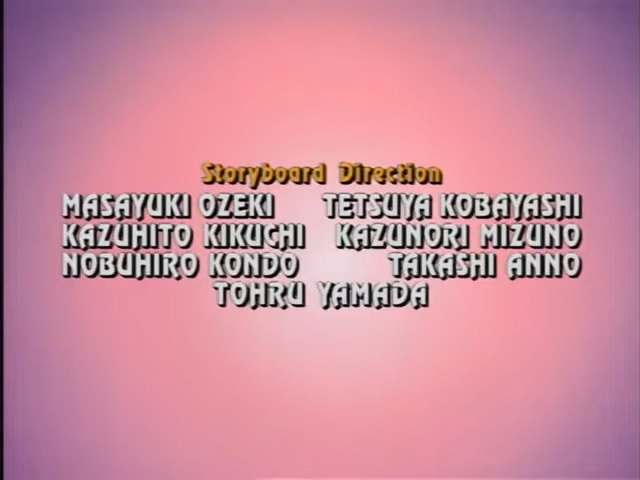 Storyboard Direction
MASAYUKI OZEKI TETSUYA KOBAYASHI
KAZUHITO KIKUCHI KAZUNORI MIZUNO
NOBUHIRO KONDO TAKASHI ANNO
TOHRU YAMADA